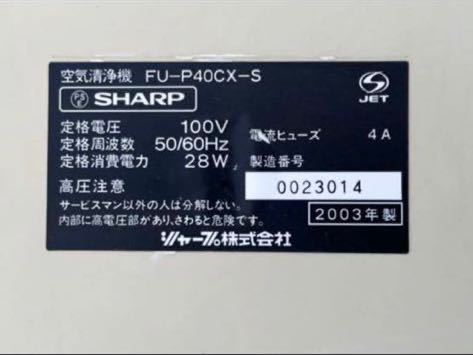 空気清浄機 FU-P40CX-S
PS E SHARP
S JET
定格電圧 100V
定格周波数 50/60Hz
定格消費電力 28W
電流ヒューズ 4A
製造番号
0023014
高圧注意
サービスマン以外の人は分解しない。
内部に高電圧部があり、さわると危険です。
2003年製
シャープ株式会社